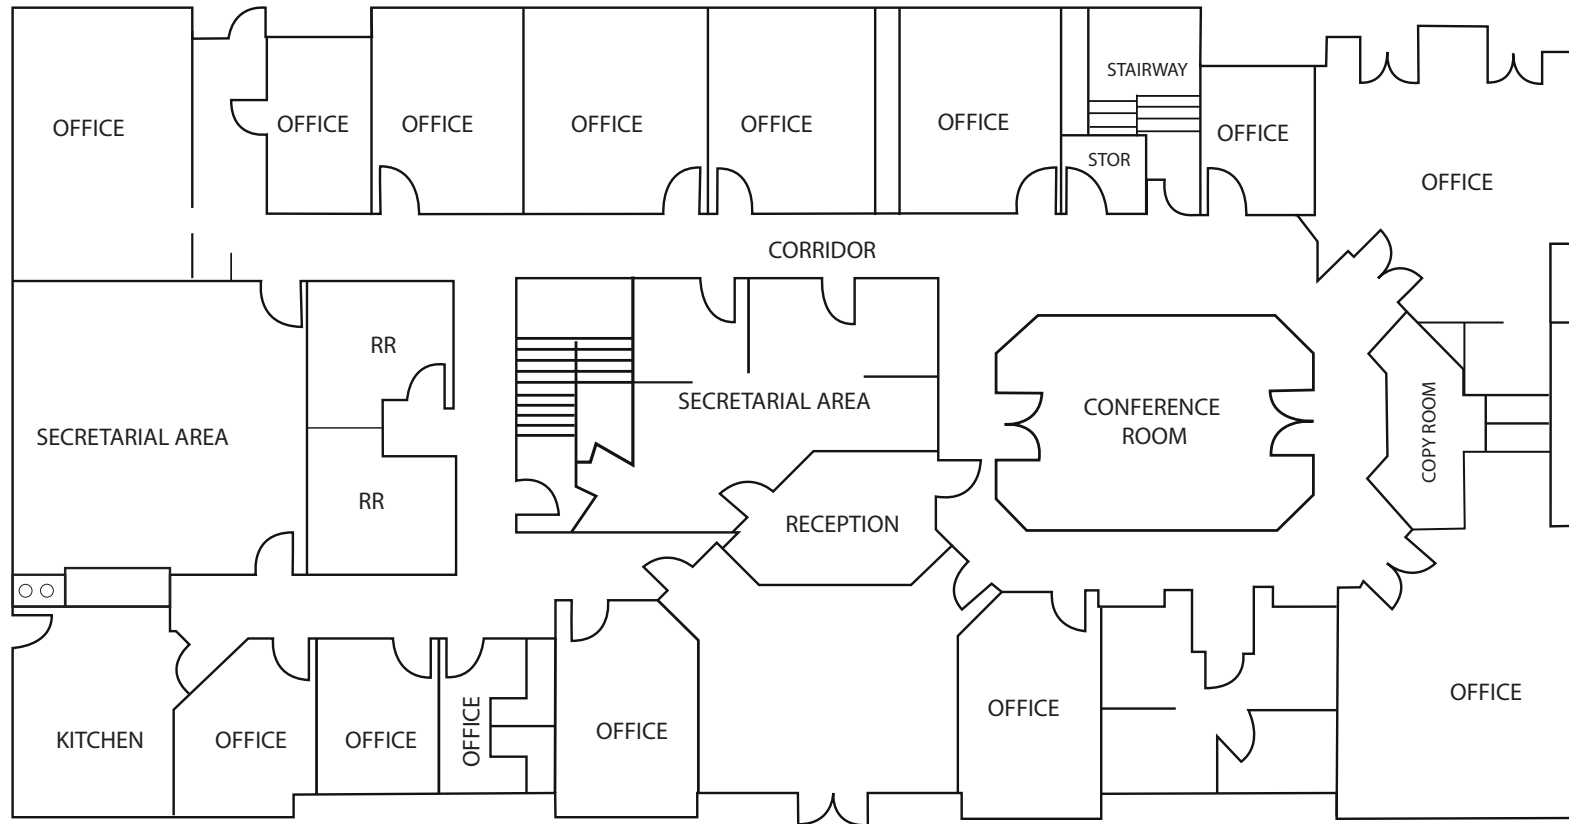 STAIRWAY
OFFICE
OFFICE
OFFICE
OFFICE
OFFICE
OFFICE
OFFICE
STOR
OFFICE
CORRIDOR
RR
SECRETARIAL AREA
SECRETARIAL AREA
CONFERENCE
ROOM
COPY ROOM
RR
RECEPTION
OFFICE
OFFICE
OFFICE
KITCHEN
OFFICE
OFFICE
OFFICE